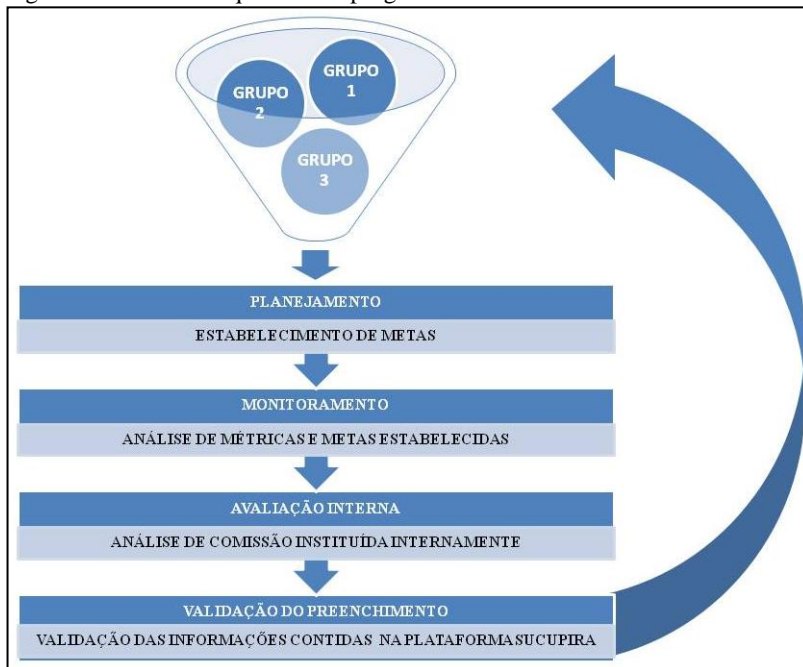 GRUPO
1
GRUPO
2
GRUPO
3
PLANEJAMENTO
ESTABELECIMENTO DE METAS
MONITORAMENTO
ANÁLISE DE MÉTRICAS E METAS ESTABELECIDAS
AVALIAÇÃO INTERNA
ANÁLISE DE COMISSÃO INSTITUÍDA INTERNAMENTE
VALIDAÇÃO DO PREENCHIMENTO
VALIDAÇÃO DAS INFORMAÇÕES CONTIDAS NA PLATAFORMA SUCUPIRA